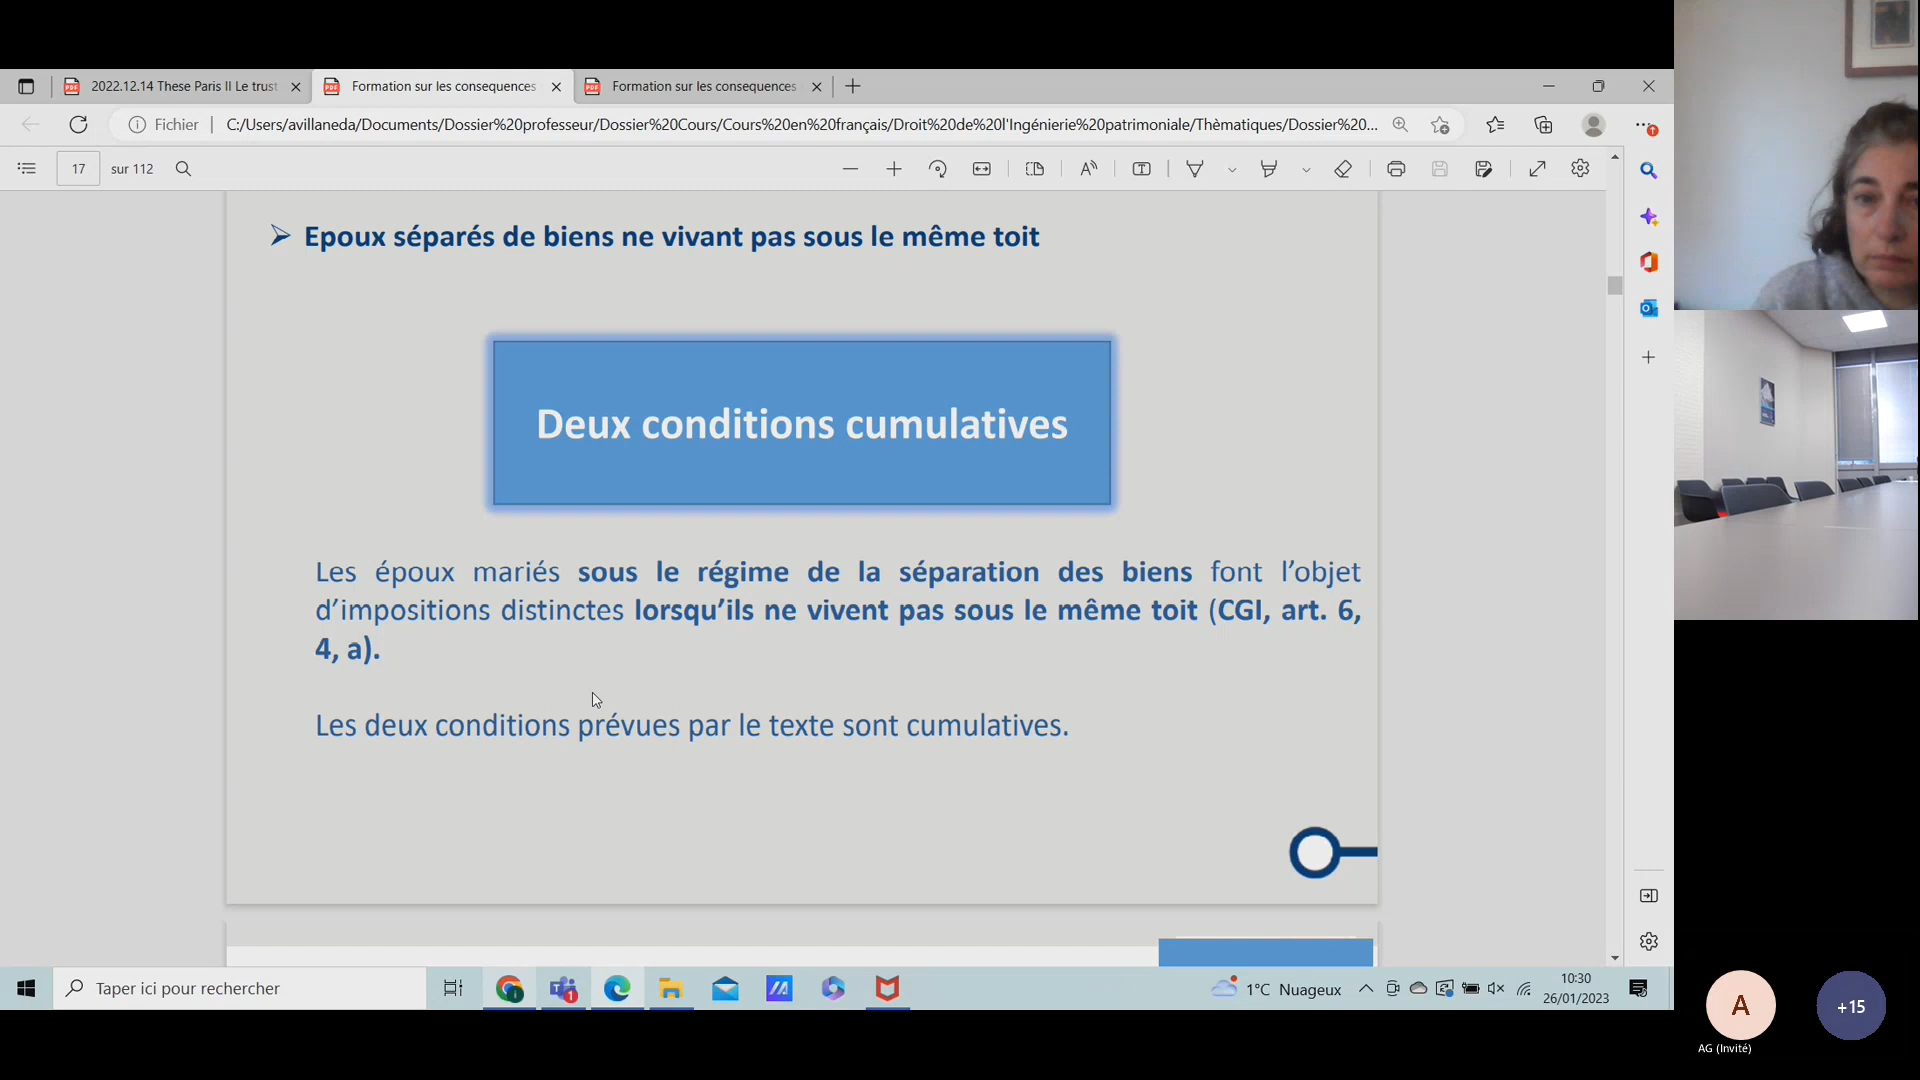 2022.12.14 These Paris II Le trust
Formation sur les consequences
Formation sur les consequences
Fichier
C:/Users/avillaneda/Documents/Dossier%20professeur/Dossier%20Cours/Cours%20en%20français/Droit%20de%20l'Ingénierie%20patrimoniale/Thèmatiques/Dossier%20...
17
sur 112
Epoux séparés de biens ne vivant pas sous le même toit
Deux conditions cumulatives
Les époux mariés sous le régime de la séparation des biens font l’objet
d’impositions distinctes lorsqu’ils ne vivent pas sous le même toit (CGI, art. 6,
4, a).
Les deux conditions prévues par le texte sont cumulatives.
Taper ici pour rechercher
1
1°C Nuageux
10:30
26/01/2023
A
+15
AG (Invité)